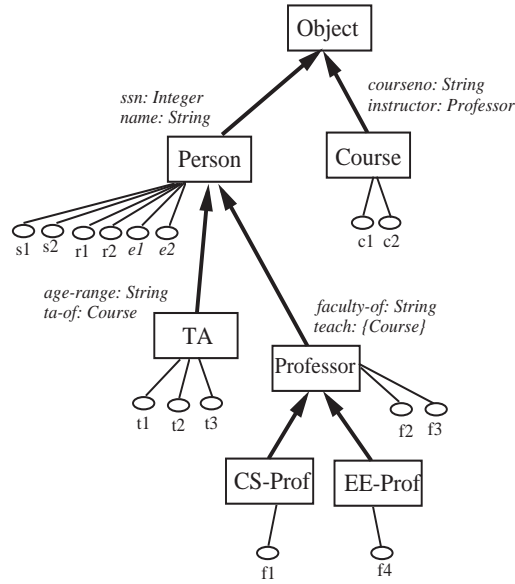 Object
ssn: Integer
name: String
courseno: String
instructor: Professor
Person
Course
s1 s2 r1 r2 e1 e2
c1 c2
age-range: String
ta-of: Course
faculty-of: String
teach: {Course}
TA
Professor
t1 t2 t3
f2 f3
CS-Prof
EE-Prof
f1
f4